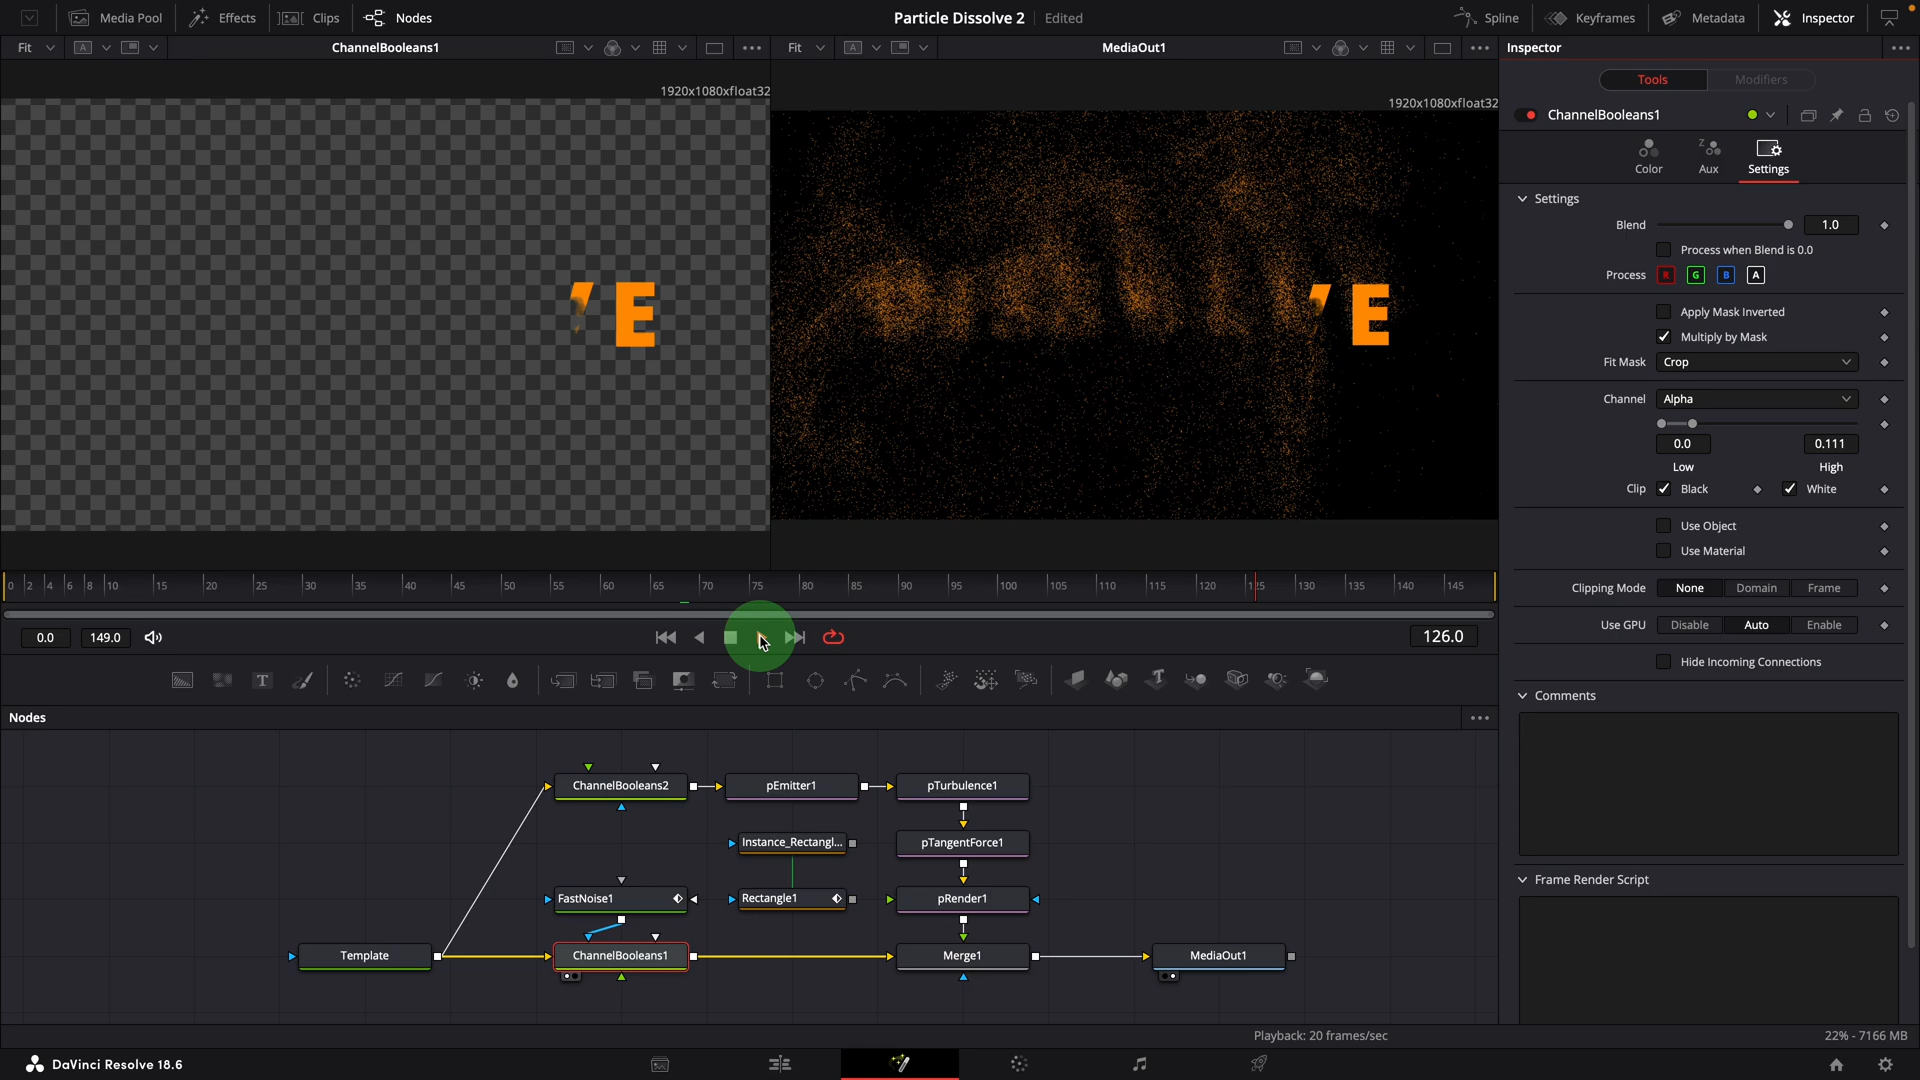 Media Pool Effects Clips Nodes Particle Dissolve 2 Edited Spline Keyframes Metadata Inspector
Fit A ChannelBooleans1 Fit A MediaOut1 Inspector
Tools Modifiers
1920x1080xfloat32 1920x1080xfloat32
ChannelBooleans1
Color Aux Settings
Settings
Blend 1.0
Process when Blend is 0.0
Process R G B A
Apply Mask Inverted
Multiply by Mask
Fit Mask Crop
Channel Alpha
0.0 0.111
Low High
Clip Black White
Use Object
Use Material
Clipping Mode None Domain Frame
Use GPU Disable Auto Enable
Hide Incoming Connections
Comments
Frame Render Script
’E ’E
0 2 4 6 8 10 15 20 25 30 35 40 45 50 55 60 65 70 75 80 85 90 95 100 105 110 115 120 125 130 135 140 145
0.0 149.0 126.0
T T
Nodes
ChannelBooleans2 pEmitter1 pTurbulence1
Instance_Rectangl... pTangentForce1
FastNoise1 Rectangle1 pRender1
Template ChannelBooleans1 Merge1 MediaOut1
Playback: 20 frames/sec 22% - 7166 MB
DaVinci Resolve 18.6